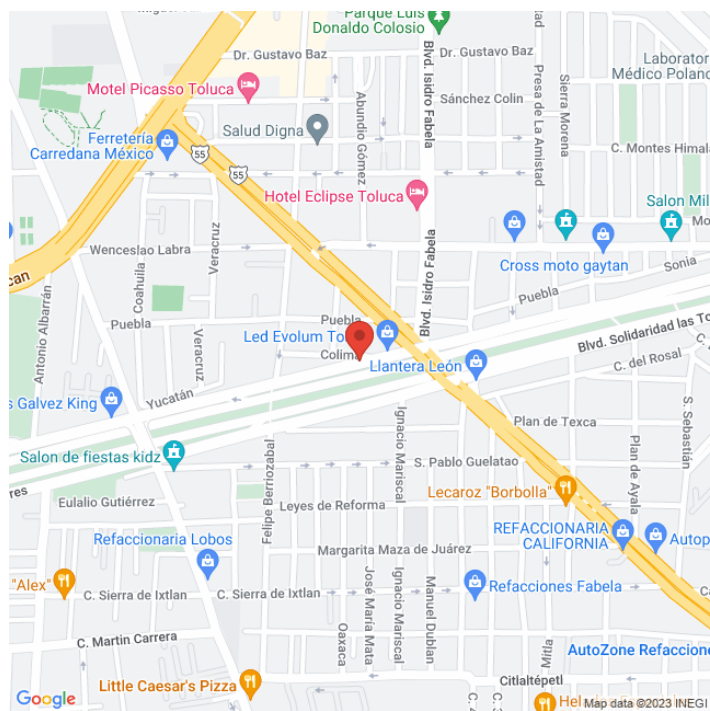 Parque Luis
Donaldo Colosio
Dr. Gustavo Baz
Dr. Gustavo Baz
Blvd. Isidro Fabela
Presa de La Amistad
Sierra Morena
Laborator
Médico Polano
Motel Picasso Toluca
Abundio Gómez
Sánchez Colin
Salud Digna
Ferretería
Carredana México
55
55
C. Montes Himal
Hotel Eclipse Toluca
Salon Mil
Mo
Veracruz
Wenceslao Labra
Coahuila
can
Cross moto gaytan
Sonia
Blvd. Isidro Fabela
Puebla
Antonio Albarrán
Puebla
Puebla
Led Evolum To
Colima
Blvd. Solidaridad las To
Veracruz
Llantera León
C. del Rosal
C.
s Galvez King
Yucatán
Plan de Texca
S. Sebastián
Ignacio Mariscal
Salon de fiestas kidz
Felipe Berriozabal
S. Pablo Guelatao
Plan de Ayala
res
Eulalio Gutiérrez
Leyes de Reforma
Lecaroz "Borbolla"
REFACCIONARIA
CALIFORNIA
Autop
Refaccionaria Lobos
Margarita Maza de Juárez
"Alex"
C. Sierra de Ixtlan
C. Sierra de Ixtlan
José María Mata
Ignacio Mariscal
Manuel Dublan
Refacciones Fabela
Ca
C. Martin Carrera
Oaxaca
Mitla
AutoZone Refaccione
Little Caesar's Pizza
Citlaltépetl
Google
Map data ©2023 INEGI